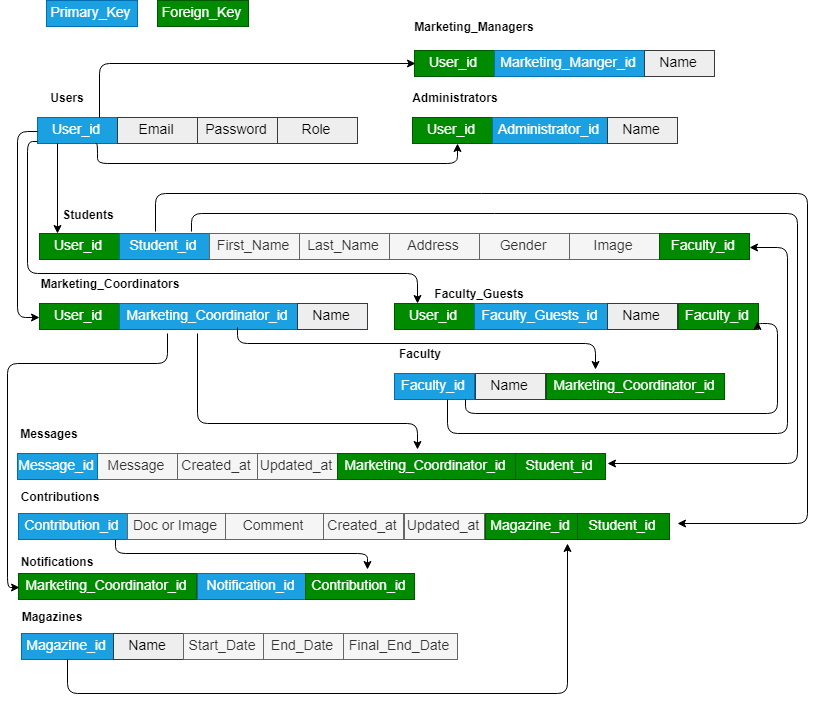 Primary_Key Foreign_Key
Marketing_Managers
User_id Marketing_Manger_id Name
Users
Administrators
User_id Email Password Role
User_id Administrator_id Name
Students
User_id Student_id First_Name Last_Name Address Gender Image Faculty_id
Marketing_Coordinators
Faculty_Guests
User_id Marketing_Coordinator_id Name
User_id Faculty_Guests_id Name Faculty_id
Faculty
Faculty_id Name Marketing_Coordinator_id
Messages
Message_id Message Created_at Updated_at Marketing_Coordinator_id Student_id
Contributions
Contribution_id Doc or Image Comment Created_at Updated_at Magazine_id Student_id
Notifications
Marketing_Coordinator_id Notification_id Contribution_id
Magazines
Magazine_id Name Start_Date End_Date Final_End_Date